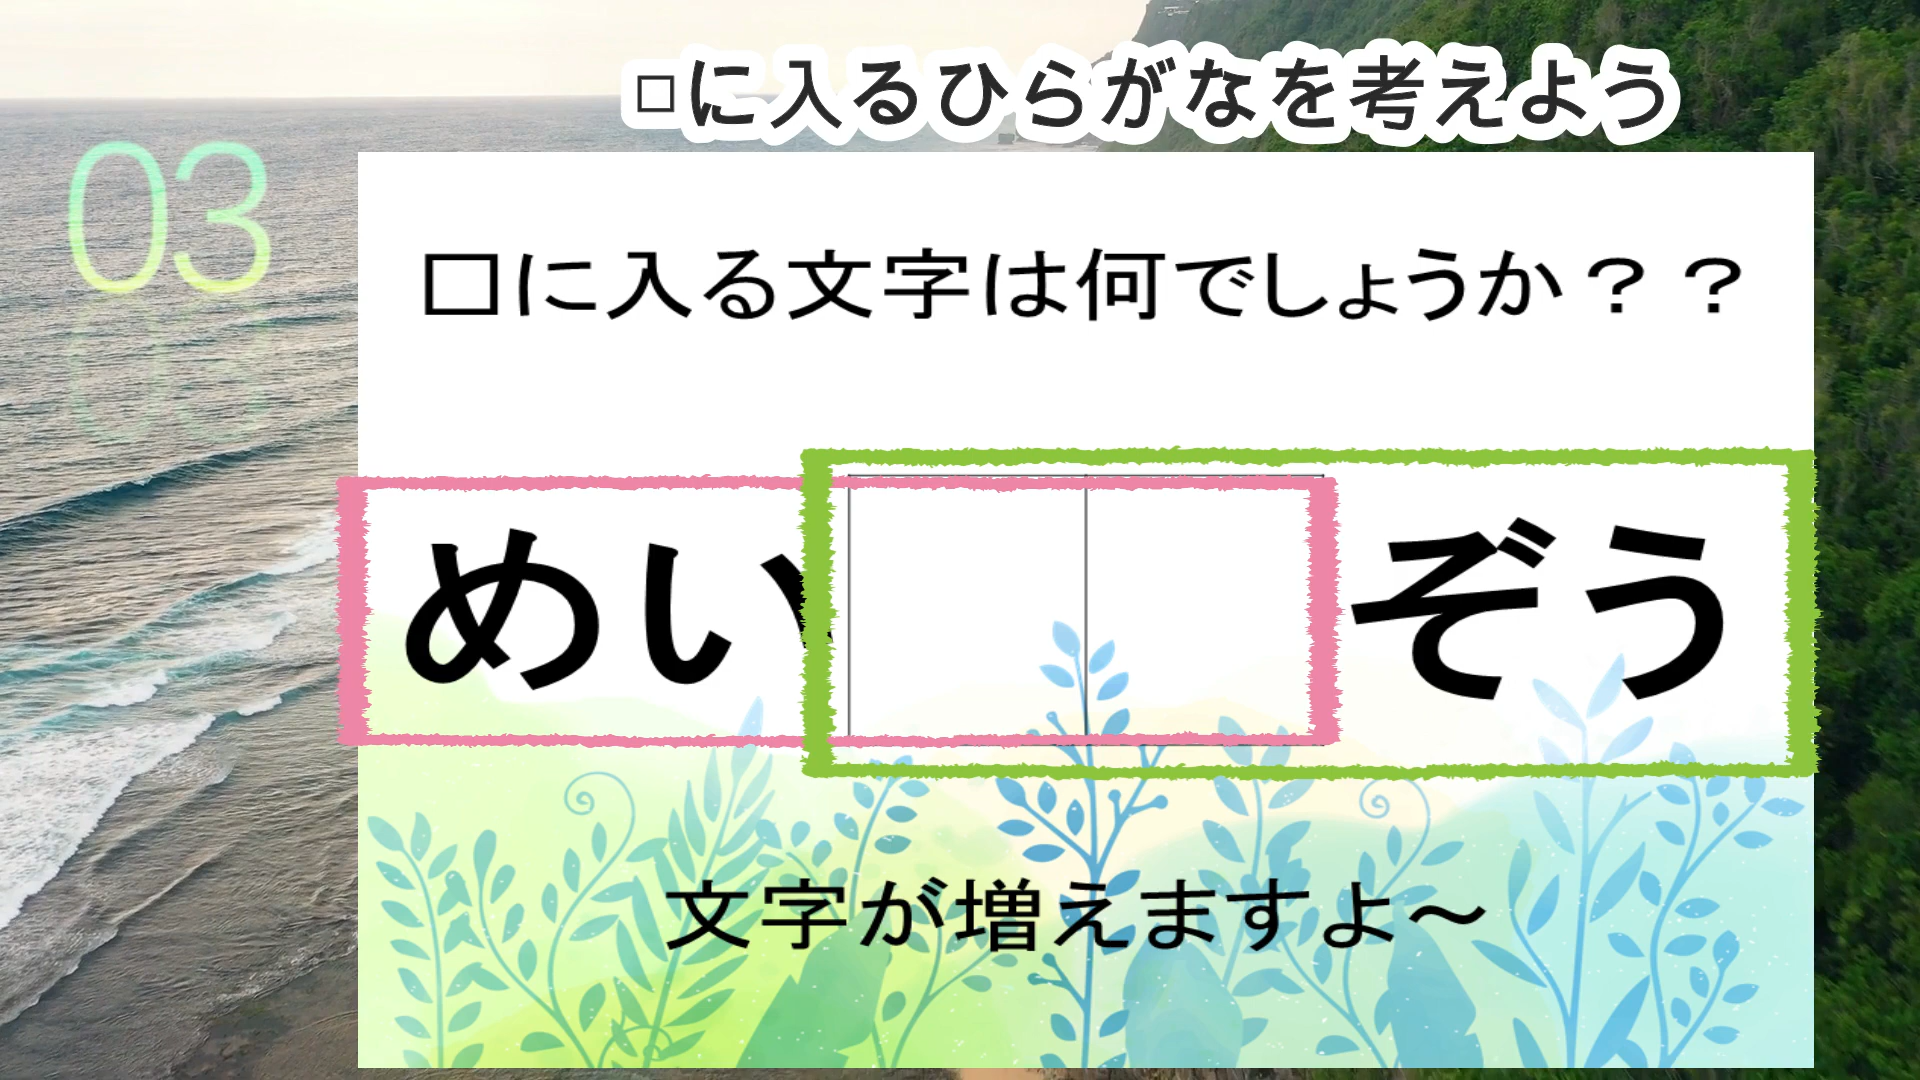 □に入るひらがなを考えよう
03
□に入る文字は何でしょうか？？
めい□□ぞう
文字が増えますよ～